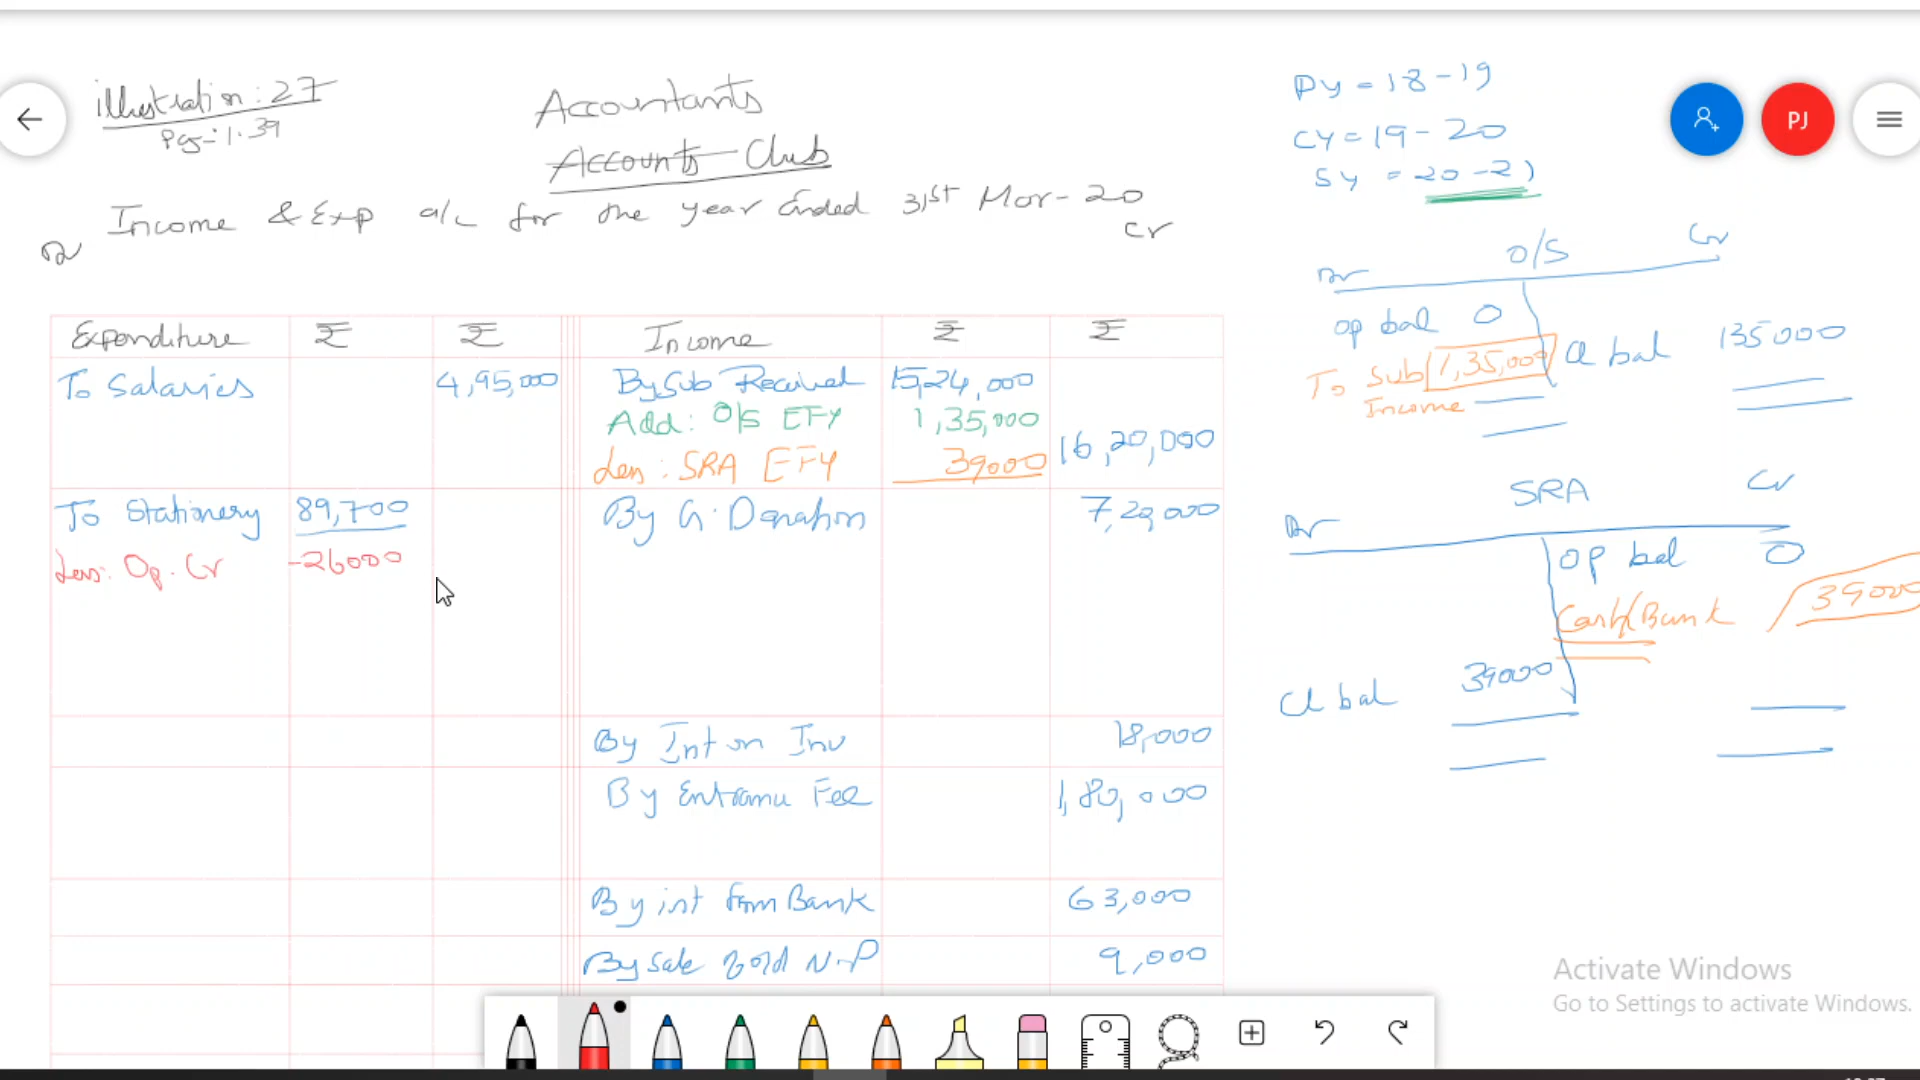 illustration: 27
Pg-: 1.39
Accountants
Accounts Club
Income & Exp a/c for the year Ended 31st Mar-20
Dr
Cr
Expenditure ₹ ₹ Income ₹ ₹
To Salaries 4,95,000 By Sub Received 15,24,000
Add: O/S EFY 1,35,000
Less: SRA EFY 39000 16,20,000
To Stationery 89,700 By G. Donation 7,20,000
Less: Op. Cr -26000
By Int on Inv 18,000
By Entrance Fee 1,80,000
By int from Bank 63,000
By Sale of old N.P 9,000
PY = 18-19
CY = 19-20
SY = 20-21
PJ
Dr O/S Cr
op bal 0
To Sub 1,35,000 Cl bal 135000
Income
Dr SRA Cr
op bal 0
Cash/Bank 39000
Cl bal 39000
Activate Windows
Go to Settings to activate Windows.